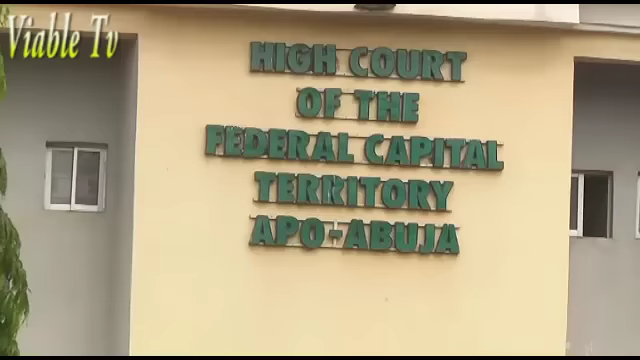 Viable Tv
HIGH COURT
OF THE
FEDERAL CAPITAL
TERRITORY
APO-ABUJA